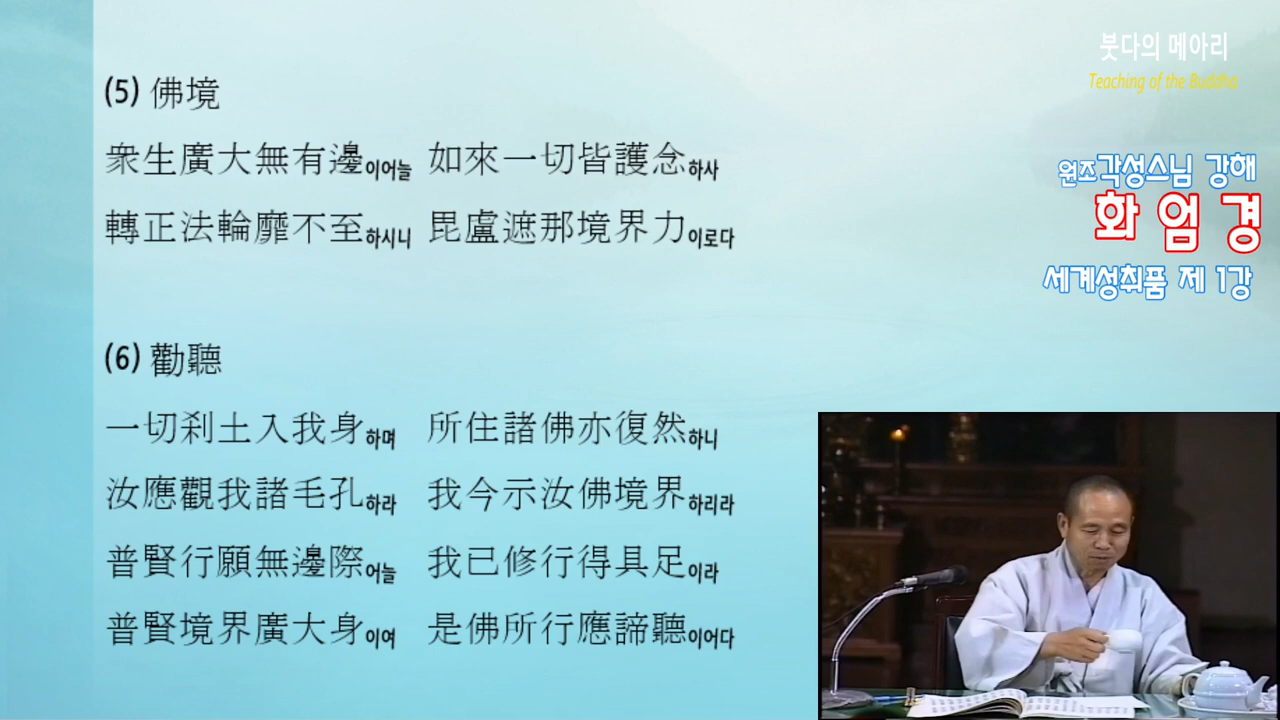 (5) 佛境
衆生廣大無有邊이어늘 如來一切皆護念하사
轉正法輪靡不至하시니 毘盧遮那境界力이로다
(6) 勸聽
一切刹土入我身하며 所住諸佛亦復然하니
汝應觀我諸毛孔하라 我今示汝佛境界하리라
普賢行願無邊際어늘 我已修行得具足이라
普賢境界廣大身이여 是佛所行應諦聽이어다
붓다의 메아리
Teaching of the Buddha
원조각성스님 강해
화엄경
세계성취품 제 1강